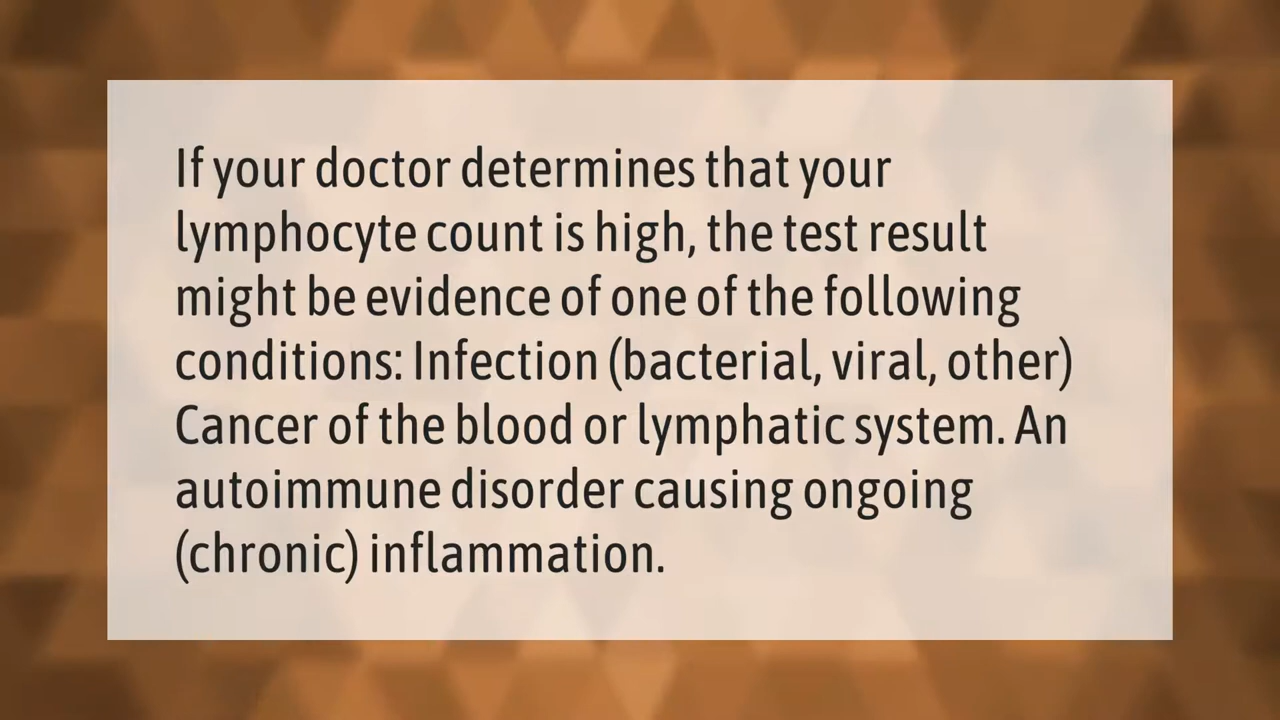 If your doctor determines that your
lymphocyte count is high, the test result
might be evidence of one of the following
conditions: Infection (bacterial, viral, other)
Cancer of the blood or lymphatic system. An
autoimmune disorder causing ongoing
(chronic) inflammation.